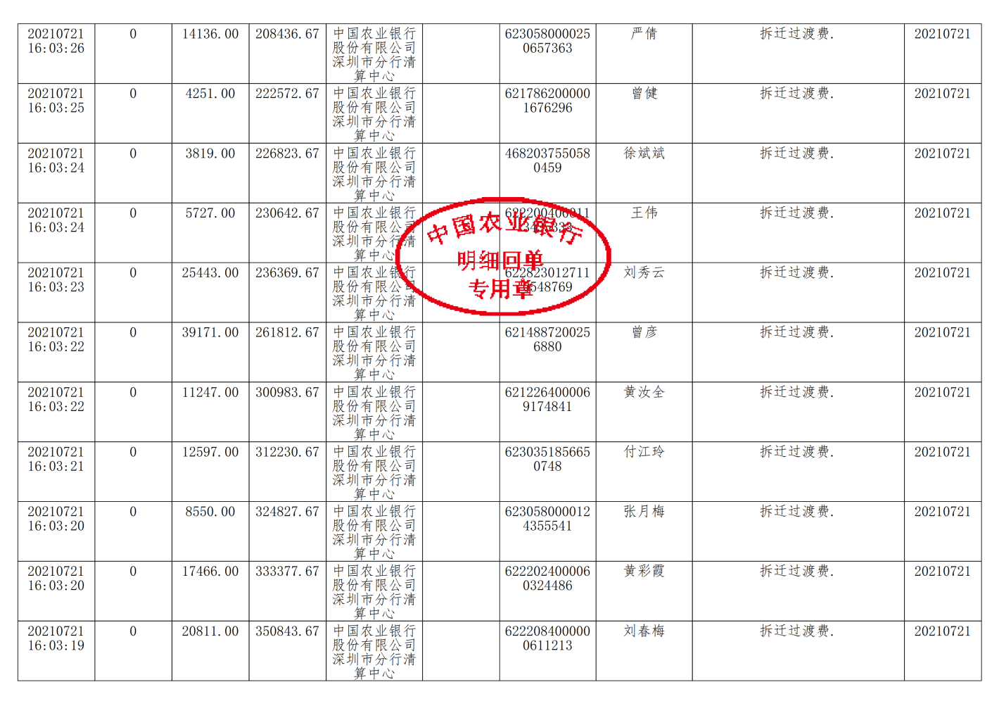 20210721 0 14136.00 208436.67 中国农业银行 623058000025 严倩 拆迁过渡费. 20210721
16:03:26 股份有限公司 0657363
深圳市分行清
算中心
20210721 0 4251.00 222572.67 中国农业银行 621786200000 曾健 拆迁过渡费. 20210721
16:03:25 股份有限公司 1676296
深圳市分行清
算中心
20210721 0 3819.00 226823.67 中国农业银行 468203755058 徐斌斌 拆迁过渡费. 20210721
16:03:24 股份有限公司 0459
深圳市分行清
算中心
20210721 0 5727.00 230642.67 中国农业银行 王伟 拆迁过渡费. 20210721
16:03:24 股份有限公司
深圳市分行清
算中心
中国农业银行
明细回单
专用章
20210721 0 25443.00 236369.67 中国农业银行 622823012711 刘秀云 拆迁过渡费. 20210721
16:03:23 股份有限公司 548769
深圳市分行清
算中心
20210721 0 39171.00 261812.67 中国农业银行 621488720025 曾彦 拆迁过渡费. 20210721
16:03:22 股份有限公司 6880
深圳市分行清
算中心
20210721 0 11247.00 300983.67 中国农业银行 621226400006 黄汝全 拆迁过渡费. 20210721
16:03:22 股份有限公司 9174841
深圳市分行清
算中心
20210721 0 12597.00 312230.67 中国农业银行 623035185665 付江玲 拆迁过渡费. 20210721
16:03:21 股份有限公司 0748
深圳市分行清
算中心
20210721 0 8550.00 324827.67 中国农业银行 623058000012 张月梅 拆迁过渡费. 20210721
16:03:20 股份有限公司 4355541
深圳市分行清
算中心
20210721 0 17466.00 333377.67 中国农业银行 622202400006 黄彩霞 拆迁过渡费. 20210721
16:03:20 股份有限公司 0324486
深圳市分行清
算中心
20210721 0 20811.00 350843.67 中国农业银行 622208400000 刘春梅 拆迁过渡费. 20210721
16:03:19 股份有限公司 0611213
深圳市分行清
算中心